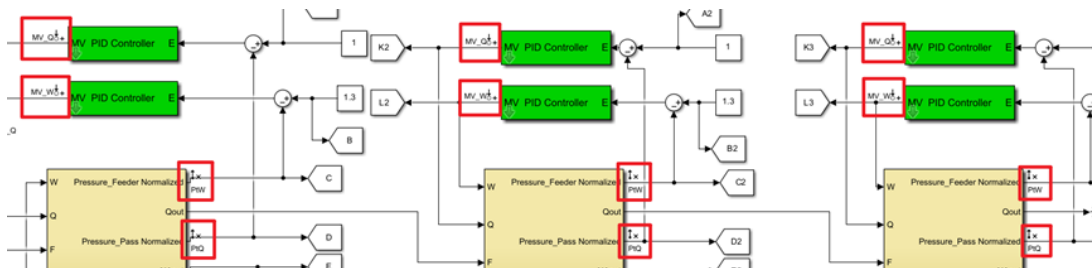 A2
MV_Q
MV PID Controller E
1
K2
MV_Q
MV PID Controller E
1
K3
MV_Q
MV PID Controller E
MV_W
MV PID Controller E
1.3
L2
MV_W
MV PID Controller E
1.3
L3
MV_W
MV PID Controller E
_Q
B
B2
W
Pressure_Feeder Normalized
PtW
C
W
Pressure_Feeder Normalized
PtW
C2
W
Pressure_Feeder Normalized
PtW
Q
Qout
Q
Qout
Q
Qout
Pressure_Pass Normalized
PtQ
D
Pressure_Pass Normalized
PtQ
D2
Pressure_Pass Normalized
PtQ
F
F
F